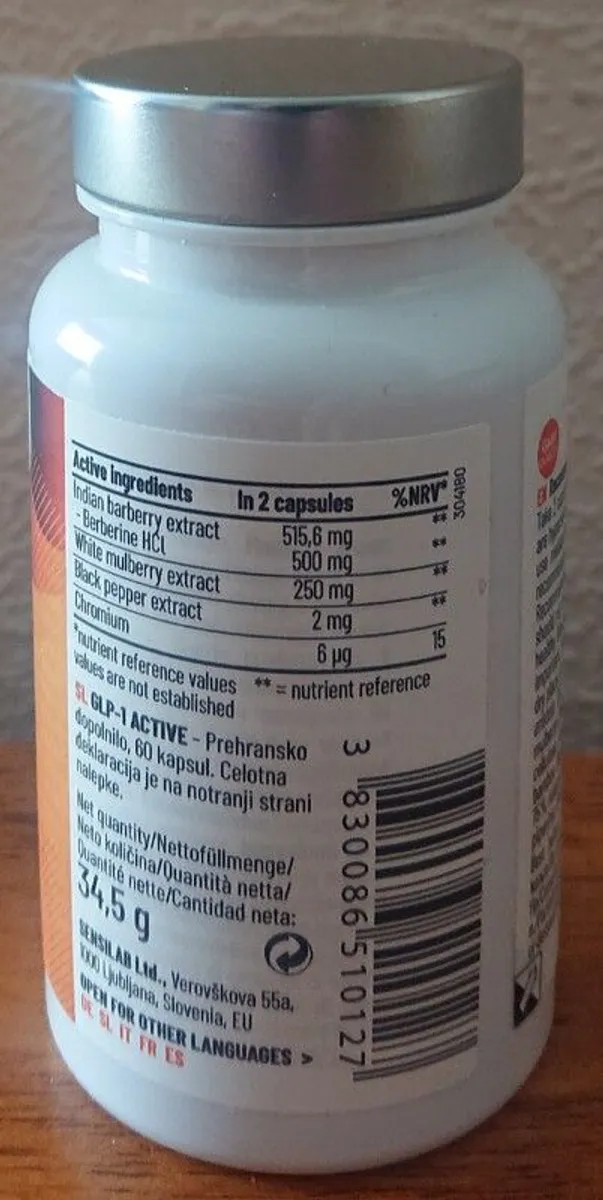 Active Ingredients In 2 capsules %NRV*
Indian barberry extract 515,6 mg **
- Berberine HCl 500 mg **
White mulberry extract 250 mg **
Black pepper extract 2 mg **
Chromium 6 µg 15
*nutrient reference values ** = nutrient reference
values are not established
304180
SL GLP-1 ACTIVE - Prehransko
dopolnilo, 60 kapsul. Celotna
deklaracija je na notranji strani
nalepke.
Net quantity/Nettofüllmenge/
Neto količina/Quantità netta/
Quantité nette/Cantidad neta:
34,5 g
SENSILAB Ltd., Verovškova 55a,
1000 Ljubljana, Slovenia, EU
OPEN FOR OTHER LANGUAGES >
DE SL IT FR ES
3 830086 510127
EN